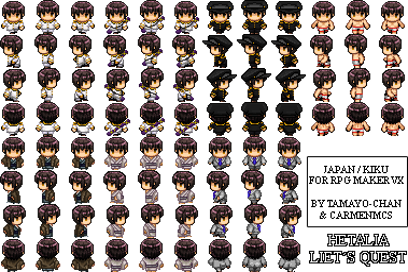 JAPAN / KIKU
FOR RPG MAKER VX
BY TAMAYO-CHAN
& CARMENMCS
HETALIA
LIET´S QUEST